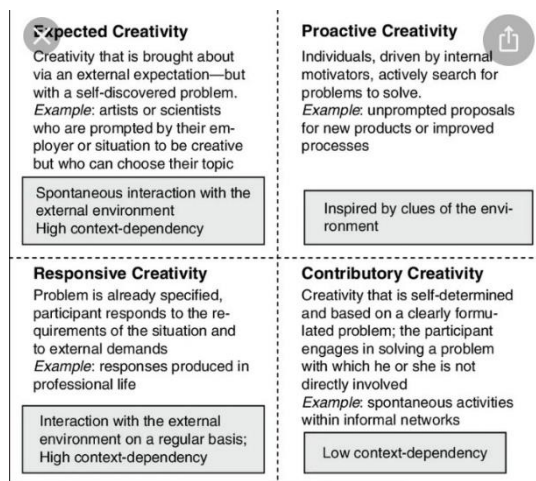 Expected Creativity
Creativity that is brought about
via an external expectation—but
with a self-discovered problem.
Example: artists or scientists
who are prompted by their em-
ployer or situation to be creative
but who can choose their topic
Spontaneous interaction with the
external environment
High context-dependency
Proactive Creativity
Individuals, driven by internal
motivators, actively search for
problems to solve.
Example: unprompted proposals
for new products or improved
processes
Inspired by clues of the envi-
ronment
Responsive Creativity
Problem is already specified,
participant responds to the re-
quirements of the situation and
to external demands
Example: responses produced in
professional life
Interaction with the external
environment on a regular basis;
High context-dependency
Contributory Creativity
Creativity that is self-determined
and based on a clearly formu-
lated problem; the participant
engages in solving a problem
with which he or she is not
directly involved
Example: spontaneous activities
within informal networks
Low context-dependency